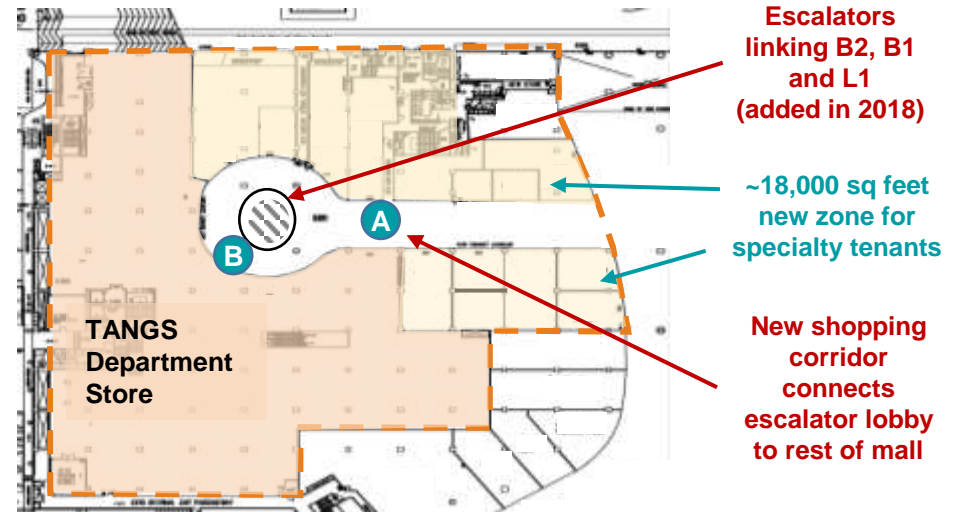 Escalators
linking B2, B1
and L1
(added in 2018)
~18,000 sq feet
new zone for
specialty tenants
A
B
TANGS
Department
Store
New shopping
corridor
connects
escalator lobby
to rest of mall